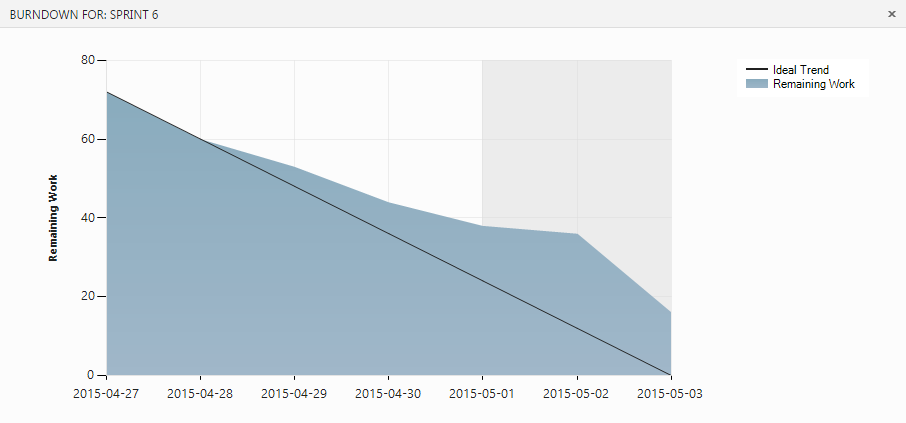 BURNDOWN FOR: SPRINT 6
×
Ideal Trend
Remaining Work
Remaining Work
80
60
40
20
0
2015-04-27 2015-04-28 2015-04-29 2015-04-30 2015-05-01 2015-05-02 2015-05-03